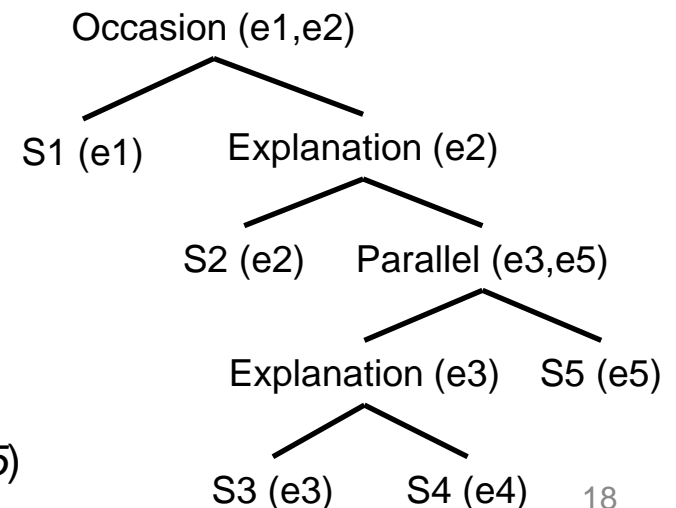 Occasion (e1,e2)
S1 (e1) Explanation (e2)
S2 (e2) Parallel (e3,e5)
Explanation (e3) S5 (e5)
S3 (e3) S4 (e4) 18